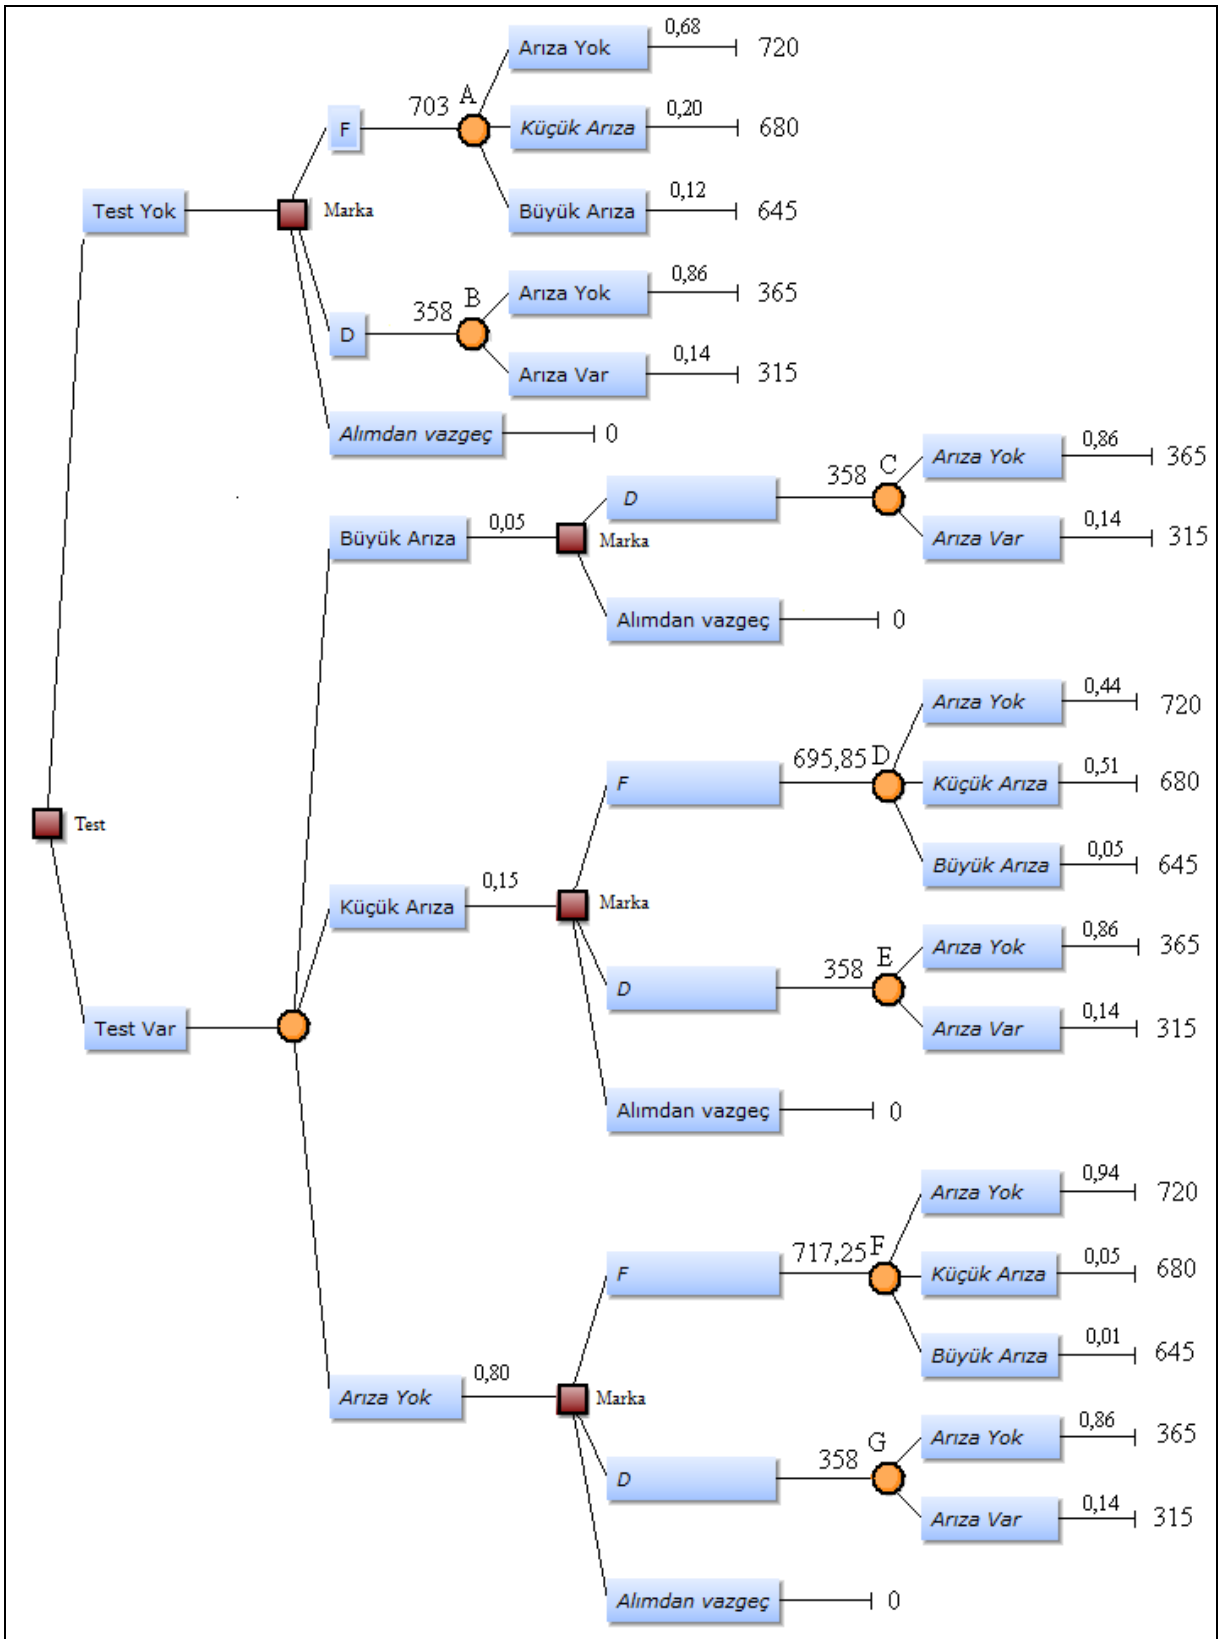 0,68
Arıza Yok
720
703
A
F
0,20
Küçük Arıza
680
0,12
Test Yok
Marka
Büyük Arıza
645
0,86
358
B
Arıza Yok
365
D
0,14
Arıza Var
315
Alımdan vazgeç
0
0,86
Arıza Yok
365
358
C
D
0,05
Büyük Arıza
Marka
0,14
Arıza Var
315
Alımdan vazgeç
0
0,44
Arıza Yok
720
695,85
D
F
0,51
Küçük Arıza
680
Test
0,05
Büyük Arıza
645
0,15
Küçük Arıza
Marka
0,86
Arıza Yok
365
358
E
D
0,14
Arıza Var
315
Test Var
Alımdan vazgeç
0
0,94
Arıza Yok
720
717,25
F
F
0,05
Küçük Arıza
680
0,01
Büyük Arıza
645
0,80
Arıza Yok
Marka
0,86
Arıza Yok
365
358
G
D
0,14
Arıza Var
315
Alımdan vazgeç
0